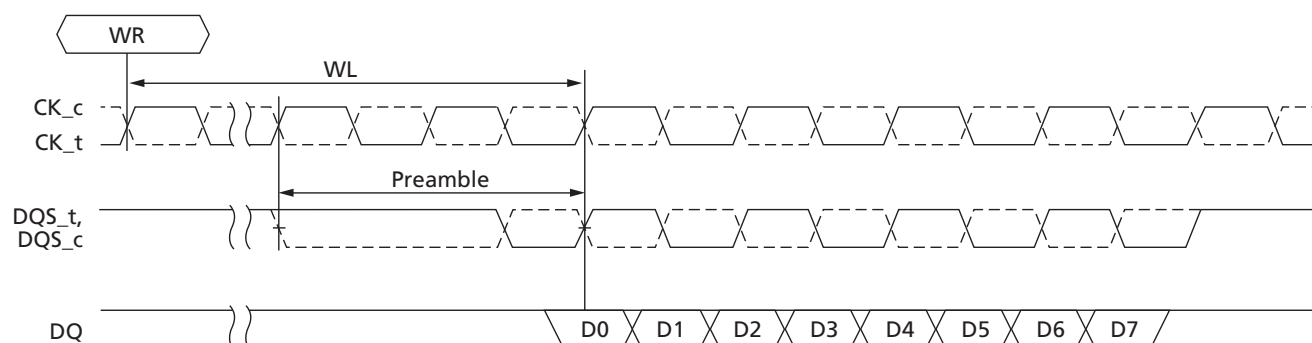 WR
WL
CK_c
CK_t
Preamble
DQS_t,
DQS_c
DQ
D0 D1 D2 D3 D4 D5 D6 D7